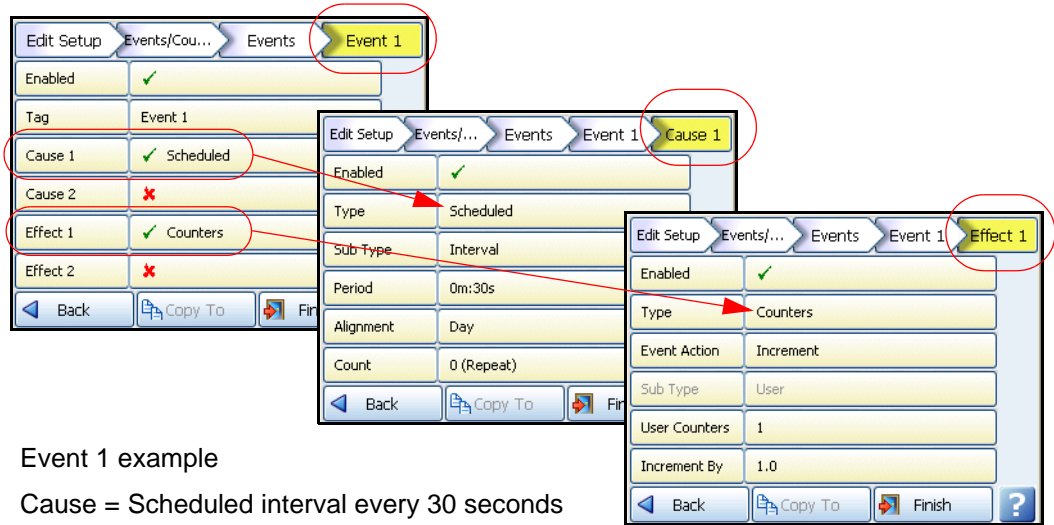 Edit Setup Events/Cou... Events Event 1
Enabled
Tag Event 1
Cause 1 Scheduled
Cause 2
Effect 1 Counters
Effect 2
Back Copy To Fin
Edit Setup Events/... Events Event 1 Cause 1
Enabled
Type Scheduled
Sub Type Interval
Period 0m:30s
Alignment Day
Count 0 (Repeat)
Back Copy To Fin
Edit Setup Events/... Events Event 1 Effect 1
Enabled
Type Counters
Event Action Increment
Sub Type User
User Counters 1
Increment By 1.0
Back Copy To Finish ?
Event 1 example
Cause = Scheduled interval every 30 seconds